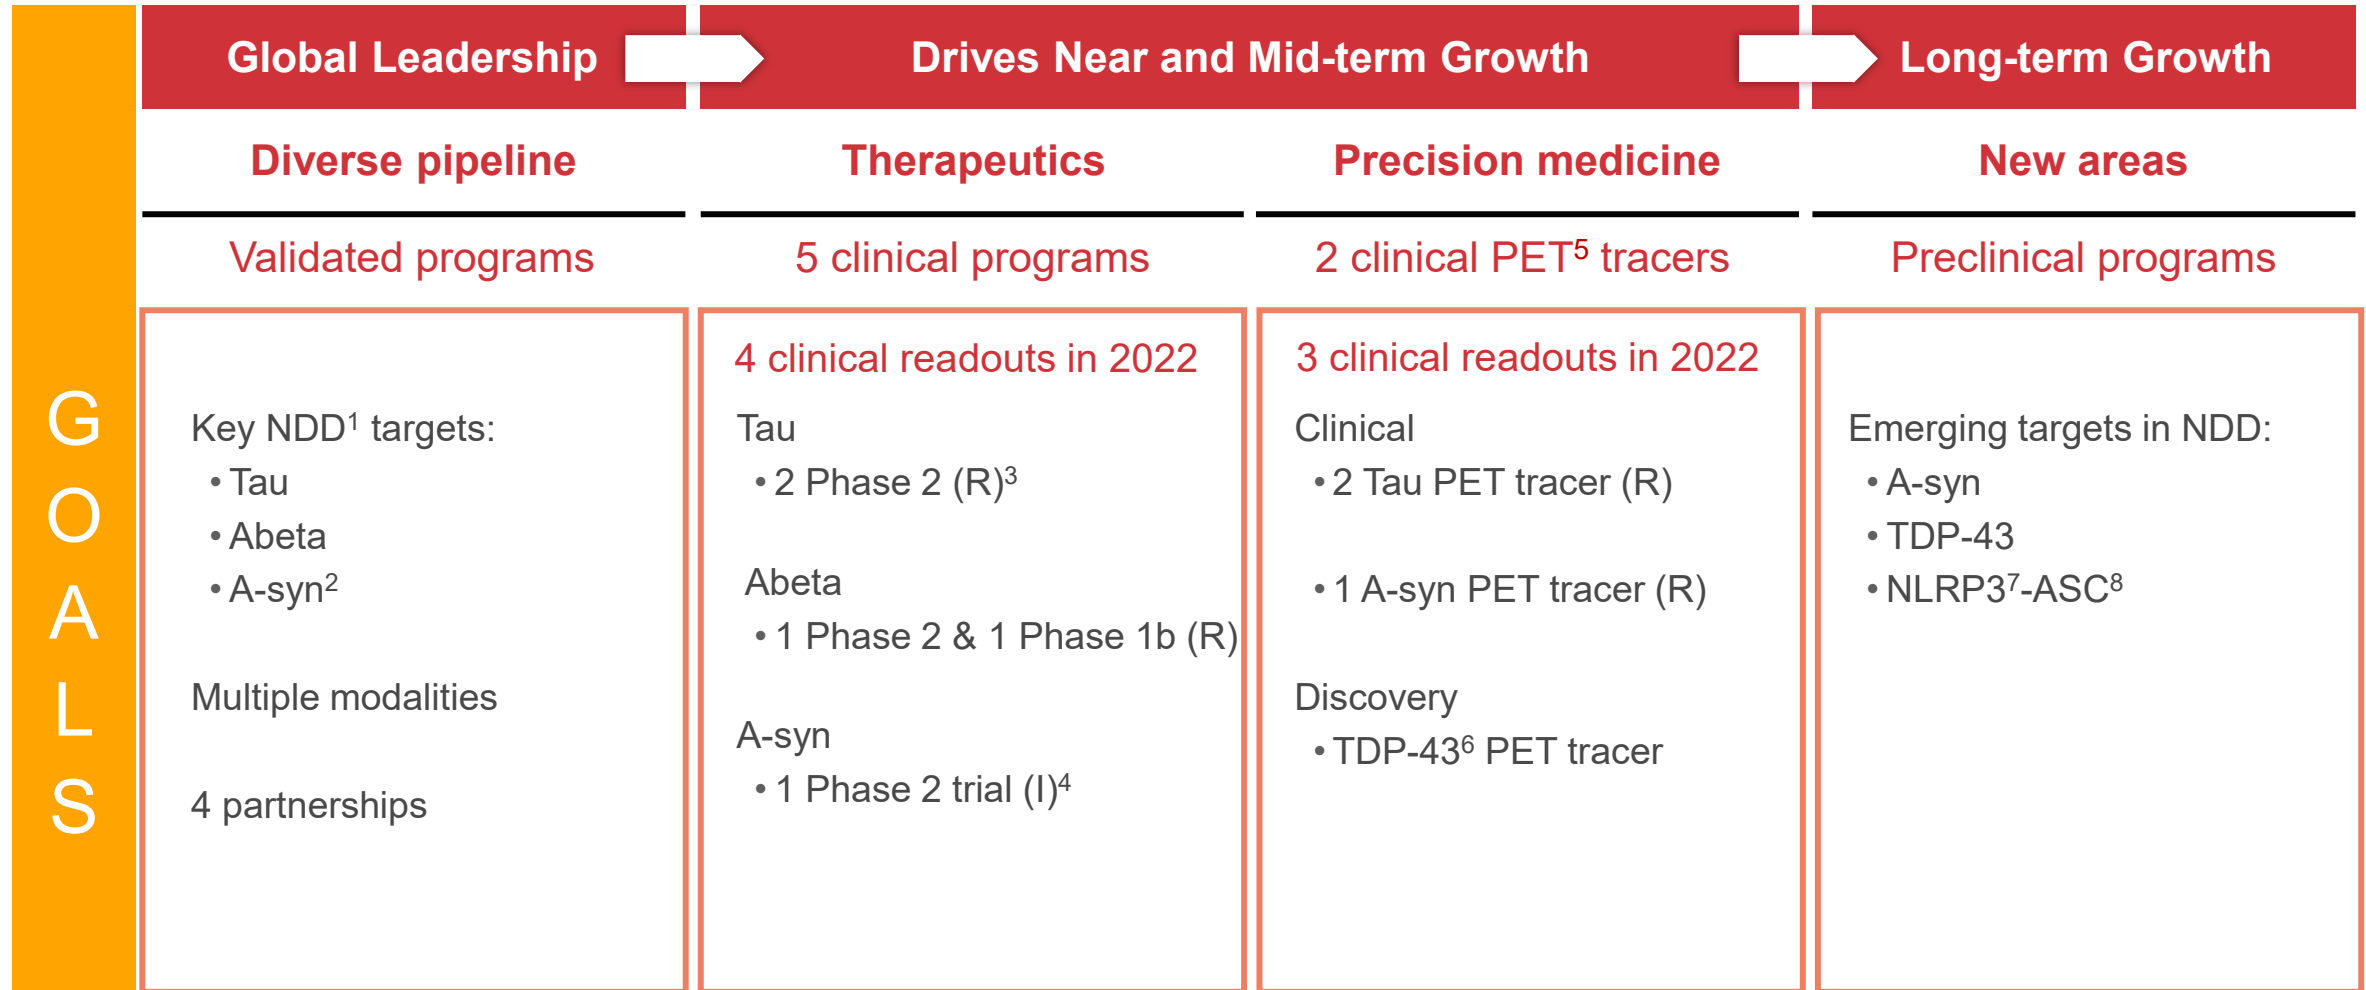 GOALS
Global Leadership
Drives Near and Mid-term Growth
Long-term Growth
Diverse pipeline
Therapeutics
Precision medicine
New areas
Validated programs
5 clinical programs
2 clinical PET⁵ tracers
Preclinical programs
Key NDD¹ targets:
• Tau
• Abeta
• A-syn²
Multiple modalities
4 partnerships
4 clinical readouts in 2022
Tau
• 2 Phase 2 (R)³
Abeta
• 1 Phase 2 & 1 Phase 1b (R)
A-syn
• 1 Phase 2 trial (I)⁴
3 clinical readouts in 2022
Clinical
• 2 Tau PET tracer (R)
• 1 A-syn PET tracer (R)
Discovery
• TDP-43⁶ PET tracer
Emerging targets in NDD:
• A-syn
• TDP-43
• NLRP3⁷-ASC⁸